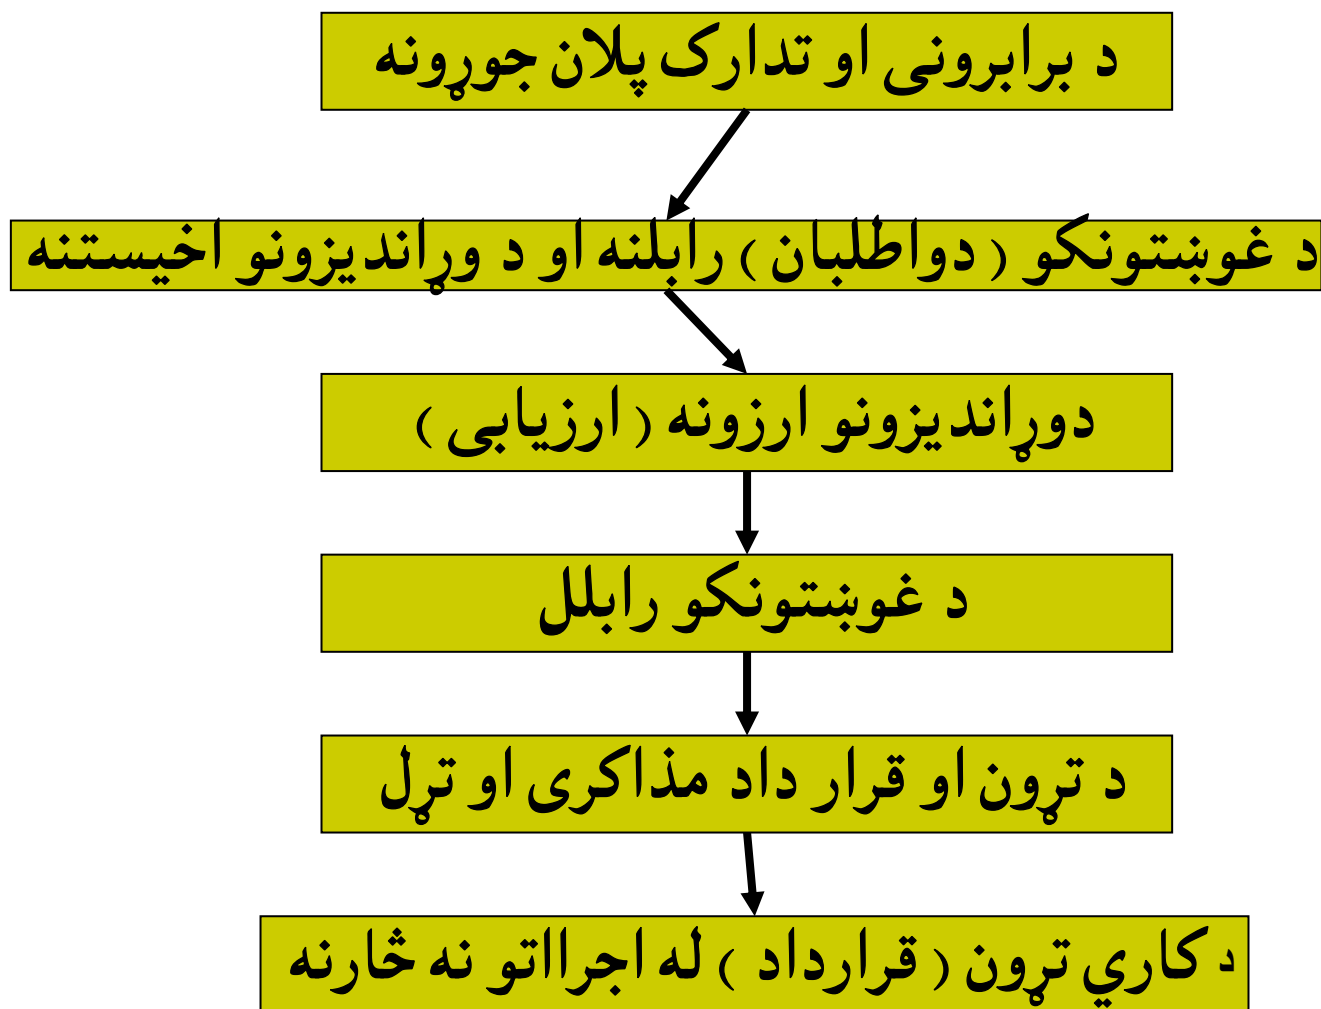 د برابرونی او تدارک پلان جوړونه
د غوښتونکو ( دواطلبان ) رابلنه او د وړاندیزونو اخیستنه
دوړاندیزونو ارزونه ( ارزیابی )
د غوښتونکو رابلل
د تړون او قرار داد مذاکری او تړل
د کاري تړون ( قرارداد ) له اجرااتو نه څارنه